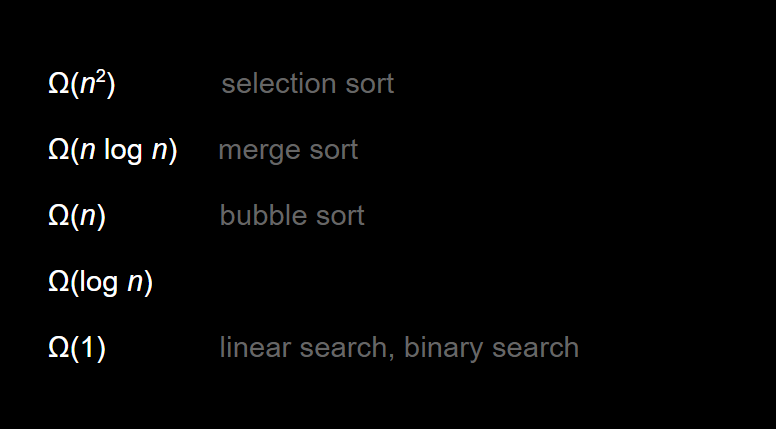 Ω(n²) selection sort
Ω(n log n) merge sort
Ω(n) bubble sort
Ω(log n)
Ω(1) linear search, binary search